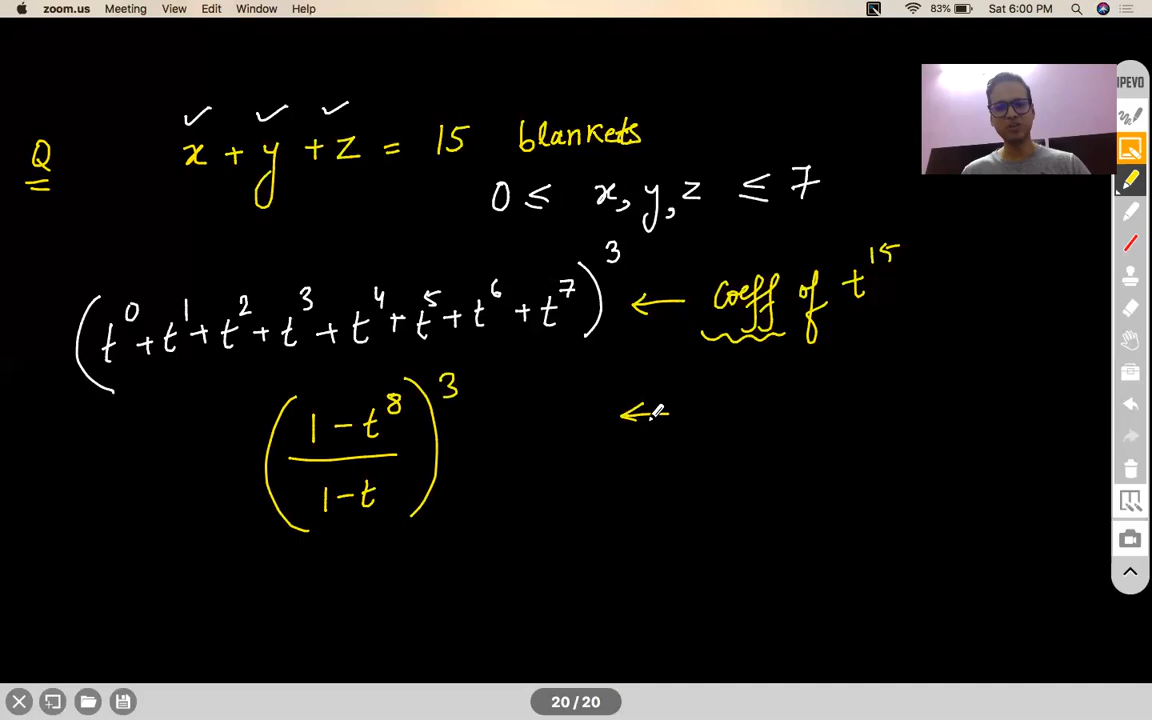 zoom.us Meeting View Edit Window Help 83% Sat 6:00 PM
IPEVO
Q x + y + z = 15 blankets
0 ≤ x, y, z ≤ 7
(t⁰ + t¹ + t² + t³ + t⁴ + t⁵ + t⁶ + t⁷)³ ← coeff of t¹⁵
((1 − t⁸)/(1 − t))³ ←
20 / 20